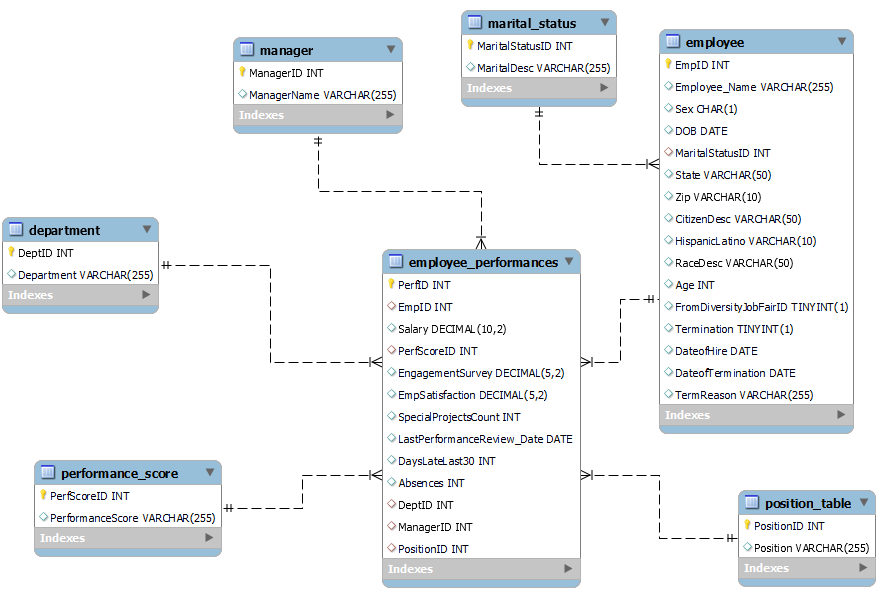 marital_status
MaritalStatusID INT
MaritalDesc VARCHAR(255)
Indexes
manager
ManagerID INT
ManagerName VARCHAR(255)
Indexes
employee
EmpID INT
Employee_Name VARCHAR(255)
Sex CHAR(1)
DOB DATE
MaritalStatusID INT
State VARCHAR(50)
Zip VARCHAR(10)
CitizenDesc VARCHAR(50)
HispanicLatino VARCHAR(10)
RaceDesc VARCHAR(50)
Age INT
FromDiversityJobFairID TINYINT(1)
Termination TINYINT(1)
DateofHire DATE
DateofTermination DATE
TermReason VARCHAR(255)
Indexes
department
DeptID INT
Department VARCHAR(255)
Indexes
employee_performances
PerfID INT
EmpID INT
Salary DECIMAL(10,2)
PerfScoreID INT
EngagementSurvey DECIMAL(5,2)
EmpSatisfaction DECIMAL(5,2)
SpecialProjectsCount INT
LastPerformanceReview_Date DATE
DaysLateLast30 INT
Absences INT
DeptID INT
ManagerID INT
PositionID INT
Indexes
performance_score
PerfScoreID INT
PerformanceScore VARCHAR(255)
Indexes
position_table
PositionID INT
Position VARCHAR(255)
Indexes